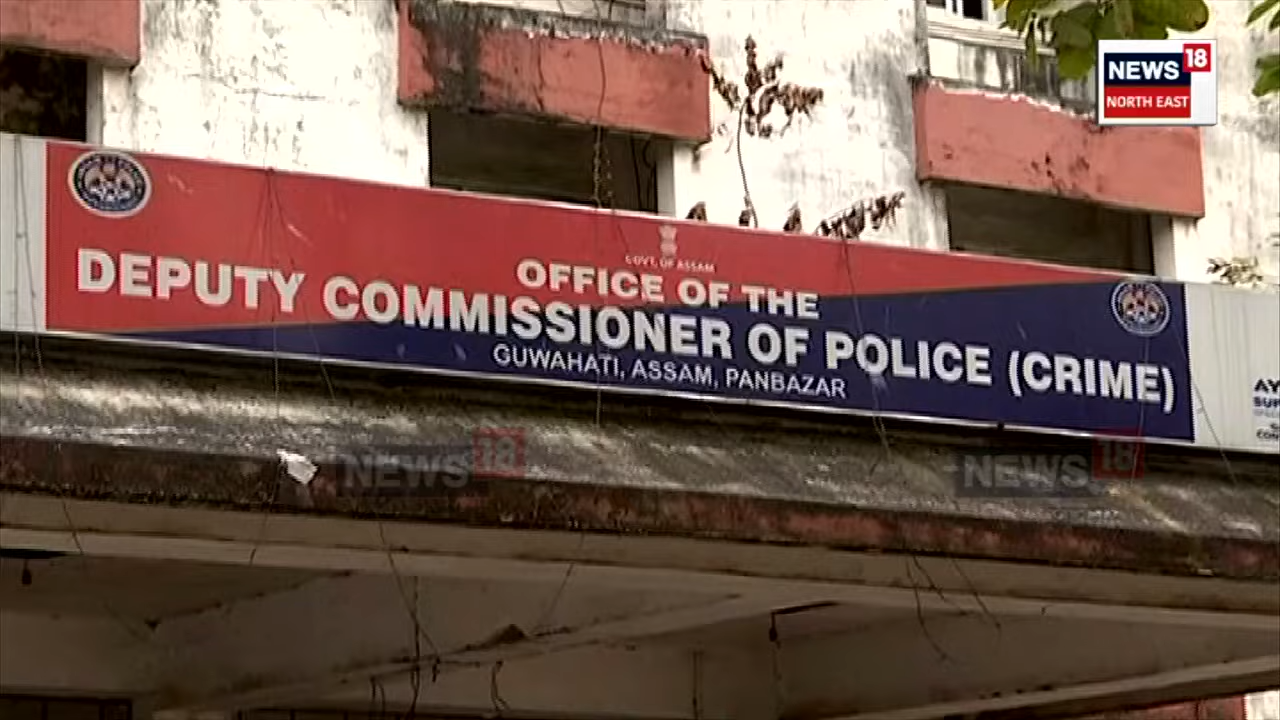 NEWS 18
NORTH EAST
GOVT. OF ASSAM
OFFICE OF THE
DEPUTY COMMISSIONER OF POLICE (CRIME)
GUWAHATI, ASSAM, PANBAZAR
NEWS 18
NEWS 18